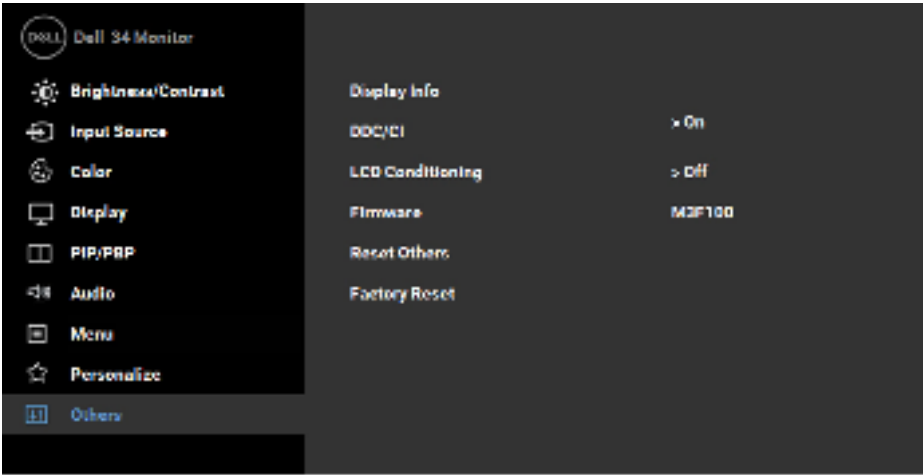 DELL Dell 34 Monitor
Brightness/Contrast
Input Source
Color
Display
PIP/PBP
Audio
Menu
Personalize
Others
Display Info
DDC/CI > On
LCD Conditioning > Off
Firmware M3F100
Reset Others
Factory Reset